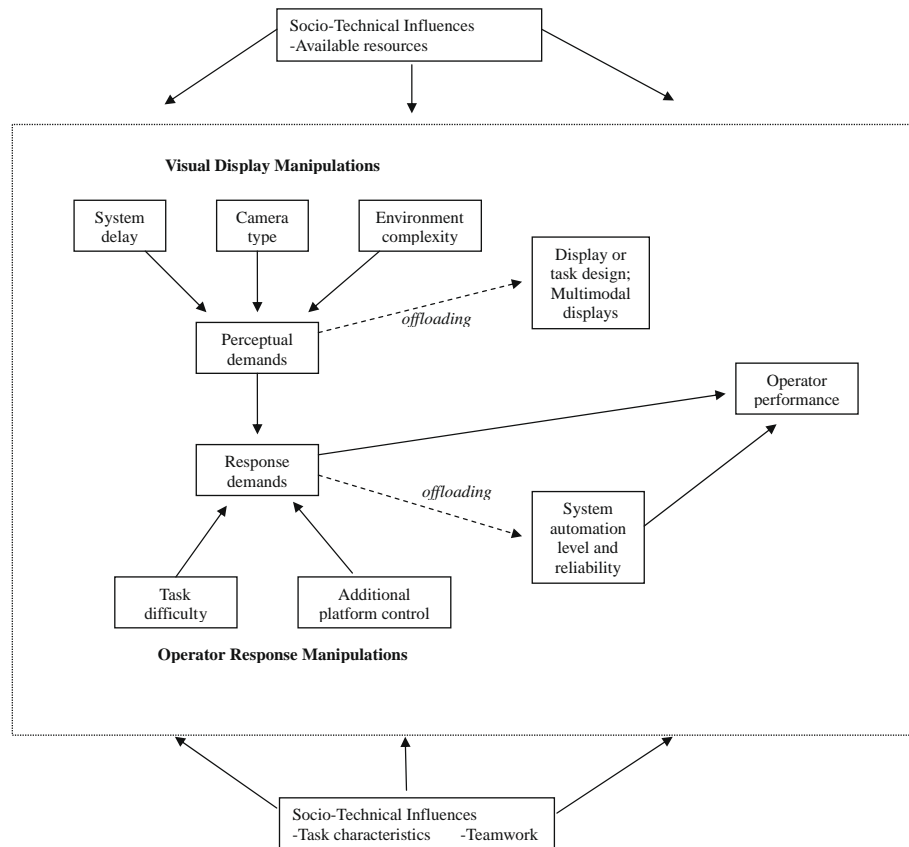 Socio-Technical Influences
-Available resources
Visual Display Manipulations
System
delay
Camera
type
Environment
complexity
Display or
task design;
Multimodal
displays
offloading
Perceptual
demands
Operator
performance
Response
demands
offloading
System
automation
level and
reliability
Task
difficulty
Additional
platform control
Operator Response Manipulations
Socio-Technical Influences
-Task characteristics -Teamwork